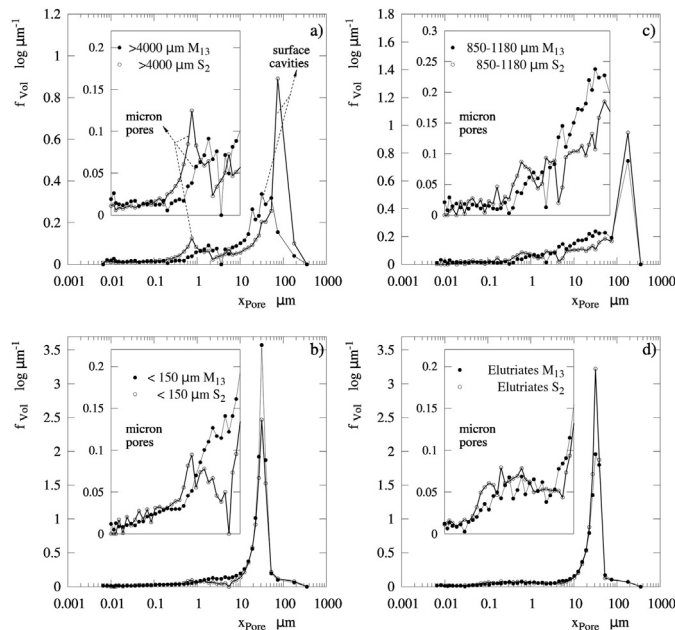 f Vol log μm⁻¹
1.2
1
0.8
0.6
0.4
0.2
0
0.2
0.15
0.1
0.05
0
a)
>4000 μm M13
>4000 μm S2
surface
cavities
micron
pores
0.001 0.01 0.1 1 10 100 1000
xPore μm
f Vol log μm⁻¹
1.8
1.6
1.4
1.2
1.0
0.8
0.6
0.4
0.2
0
0.3
0.25
0.2
0.15
0.1
0.05
0
c)
850-1180 μm M13
850-1180 μm S2
micron
pores
0.001 0.01 0.1 1 10 100 1000
xPore μm
f Vol log μm⁻¹
3.5
3
2.5
2
1.5
1
0.5
0
0.2
0.15
0.1
0.05
0
b)
< 150 μm M13
< 150 μm S2
micron
pores
0.001 0.01 0.1 1 10 100 1000
xPore μm
f Vol log μm⁻¹
3.5
3
2.5
2
1.5
1
0.5
0
0.2
0.15
0.1
0.05
0
d)
Elutriates M13
Elutriates S2
micron
pores
0.001 0.01 0.1 1 10 100 1000
xPore μm